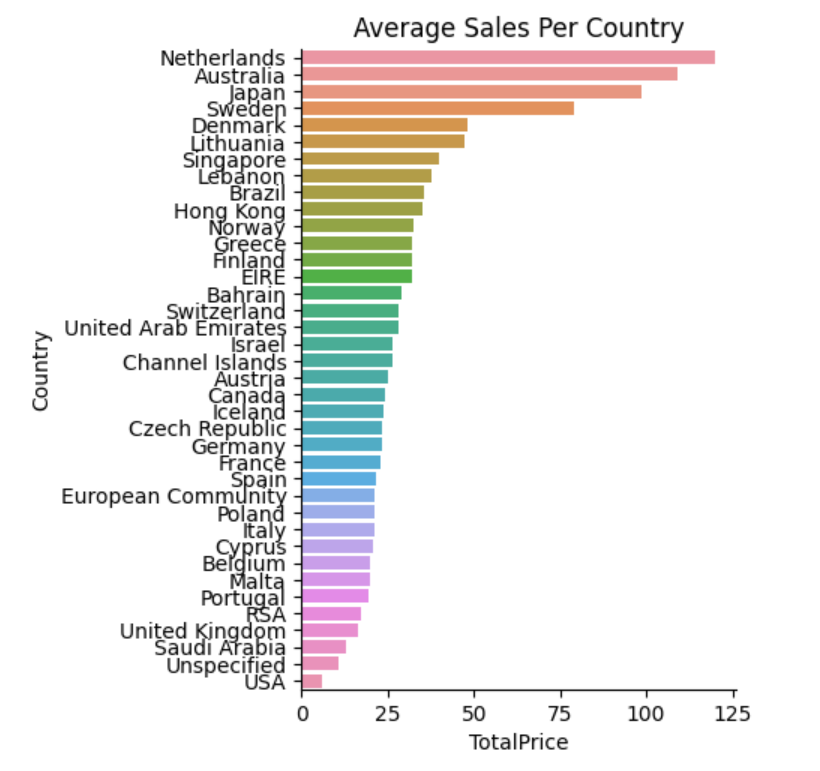 Average Sales Per Country
Netherlands
Australia
Japan
Sweden
Denmark
Lithuania
Singapore
Lebanon
Brazil
Hong Kong
Norway
Greece
Finland
EIRE
Bahrain
Switzerland
United Arab Emirates
Israel
Channel Islands
Austria
Canada
Iceland
Czech Republic
Germany
France
Spain
European Community
Poland
Italy
Cyprus
Belgium
Malta
Portugal
RSA
United Kingdom
Saudi Arabia
Unspecified
USA
Country
0 25 50 75 100 125
TotalPrice